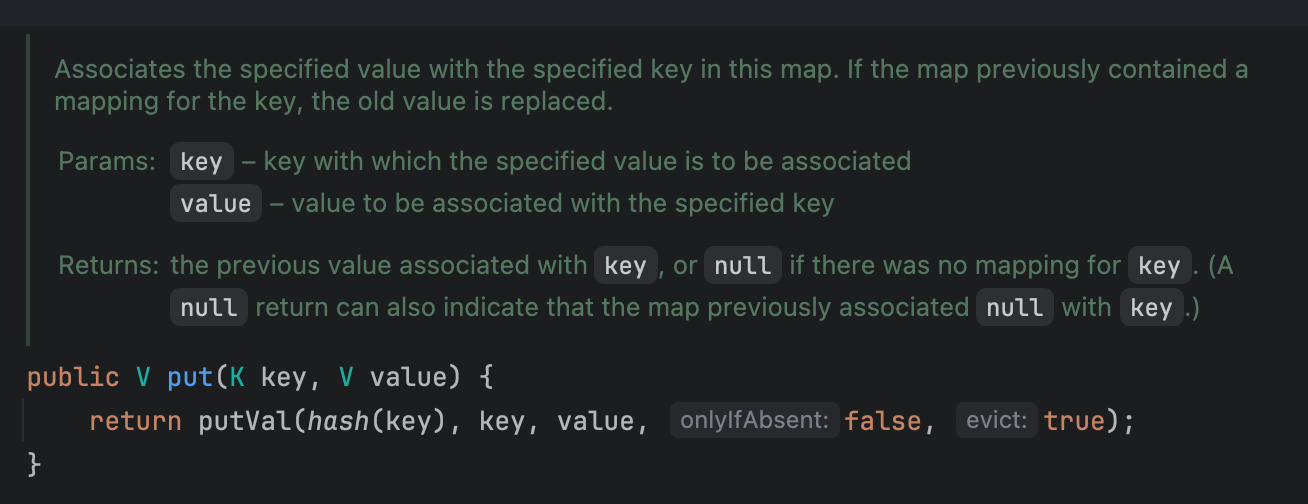 Associates the specified value with the specified key in this map. If the map previously contained a
mapping for the key, the old value is replaced.
Params: key – key with which the specified value is to be associated
value – value to be associated with the specified key
Returns: the previous value associated with key, or null if there was no mapping for key. (A
null return can also indicate that the map previously associated null with key.)
public V put(K key, V value) {
    return putVal(hash(key), key, value, onlyIfAbsent: false, evict: true);
}